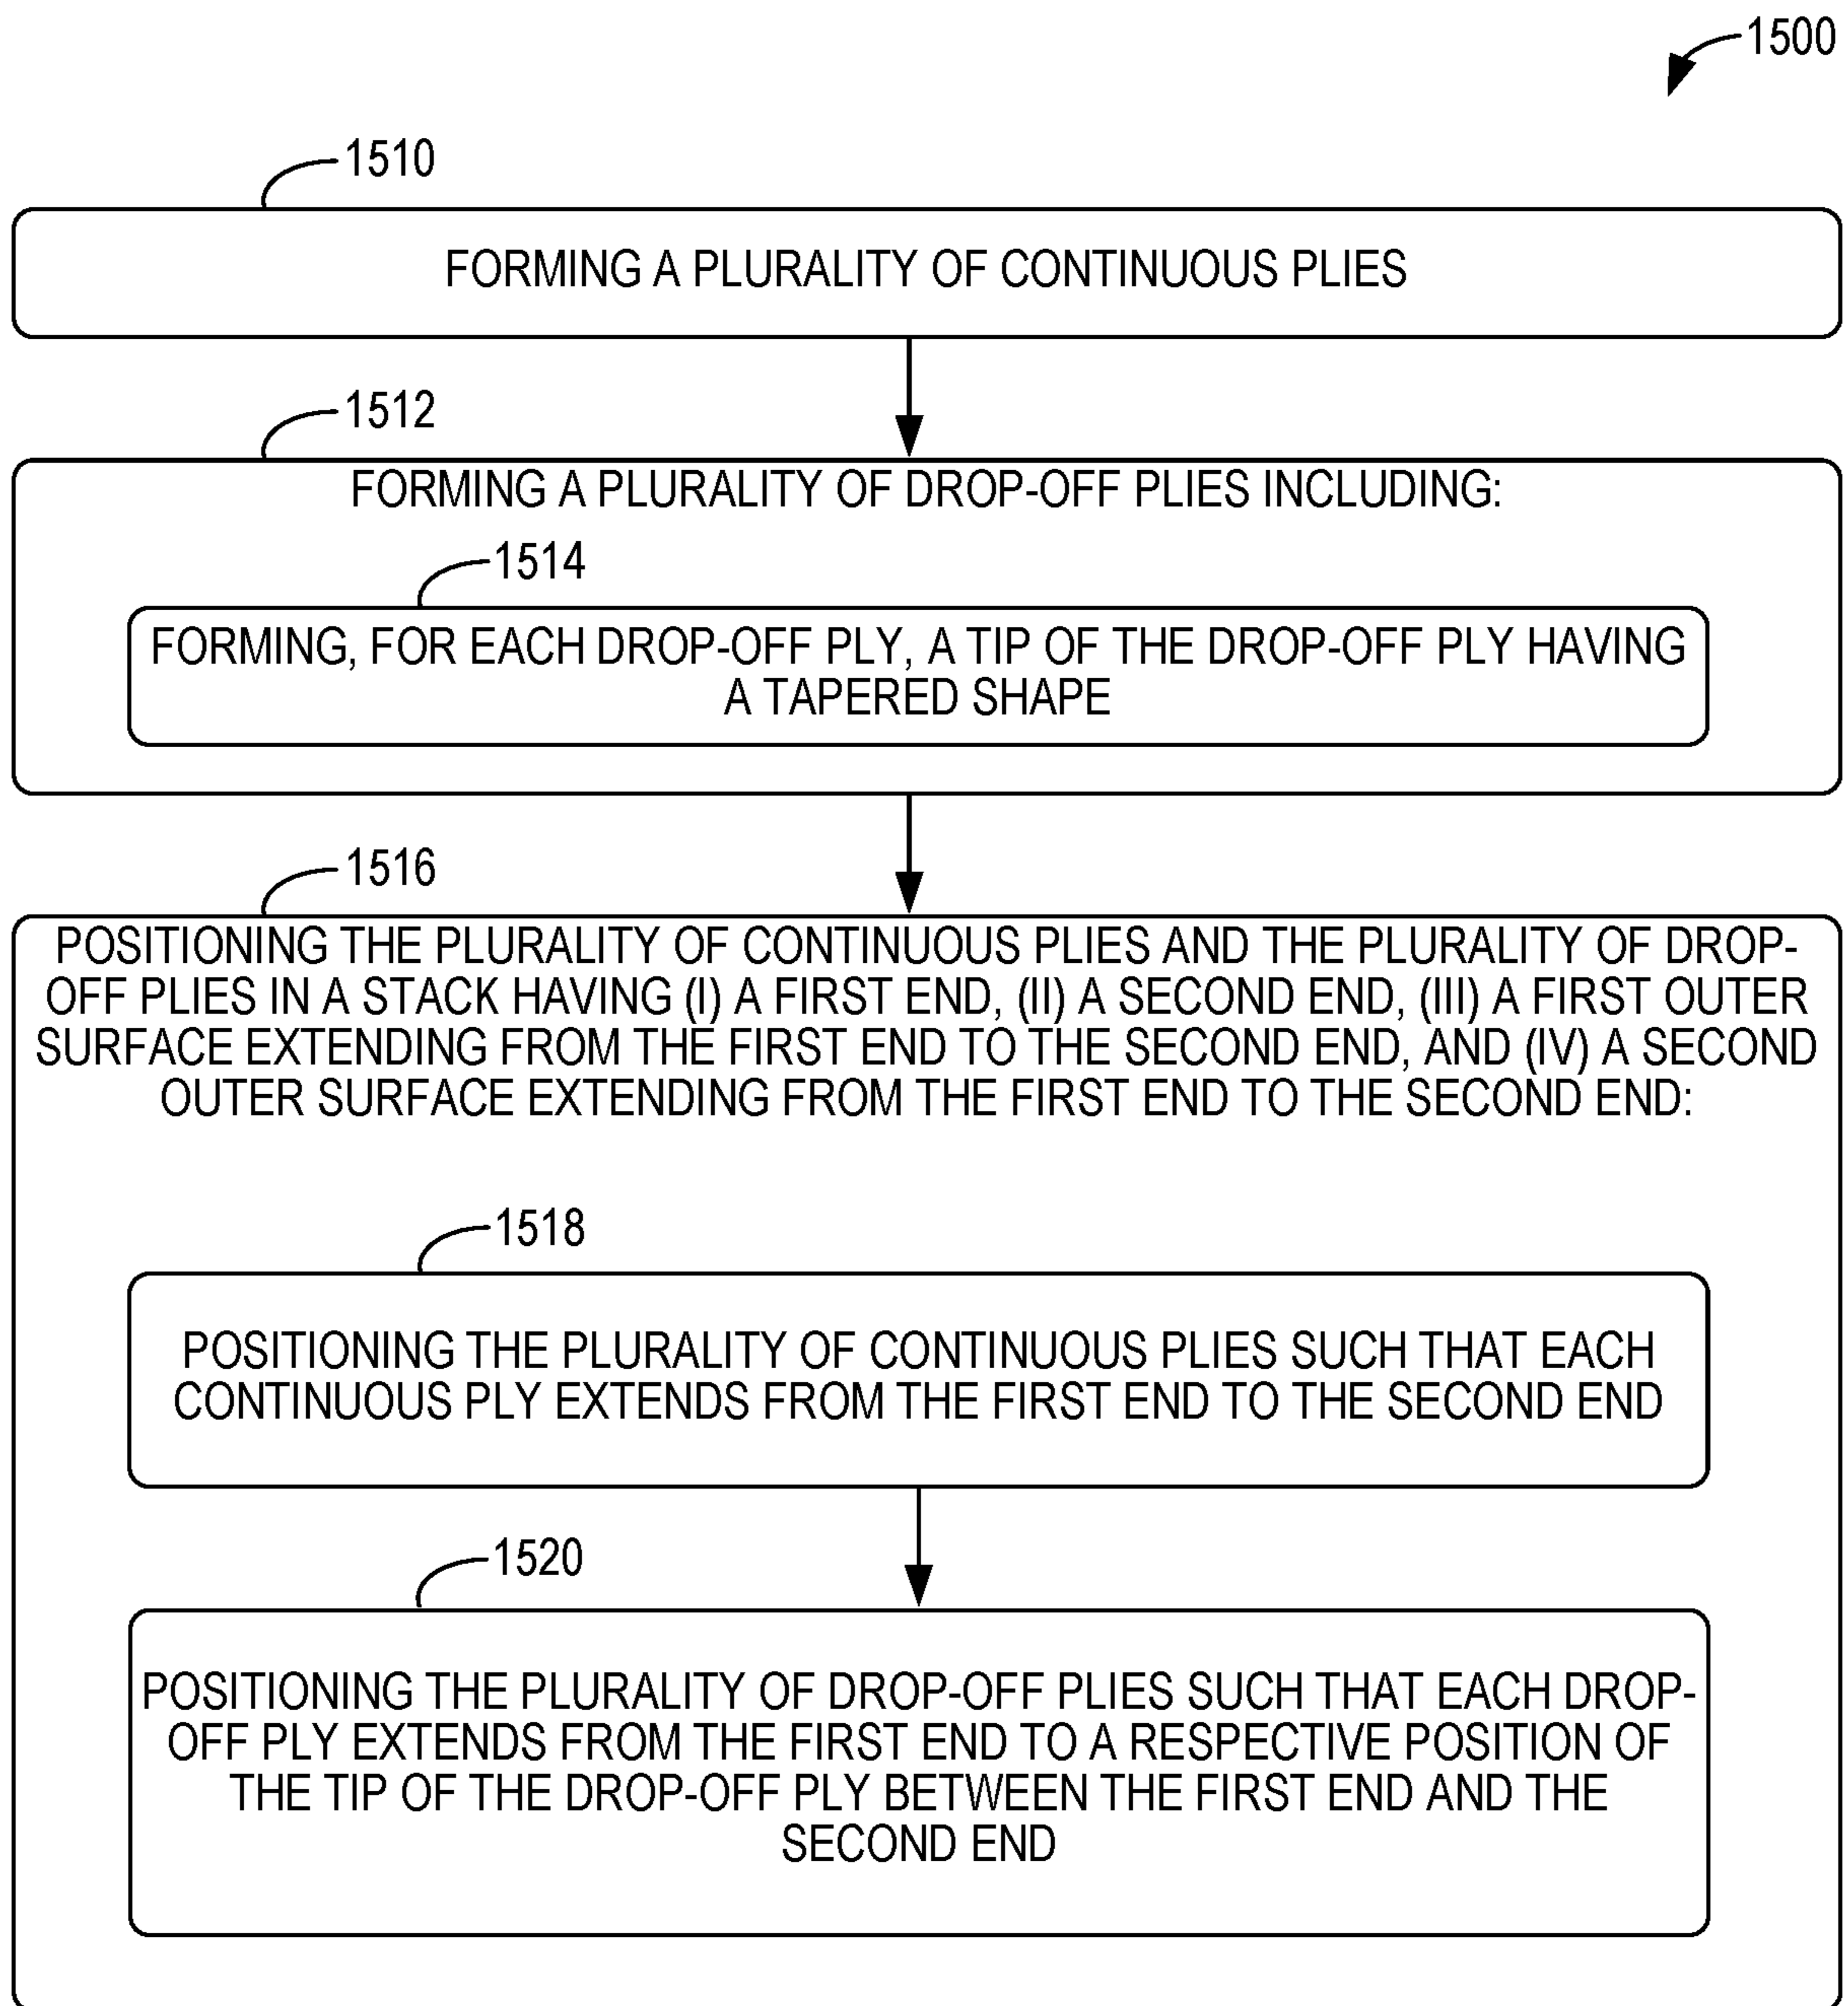 1500
1510
FORMING A PLURALITY OF CONTINUOUS PLIES
1512
FORMING A PLURALITY OF DROP-OFF PLIES INCLUDING:
1514
FORMING, FOR EACH DROP-OFF PLY, A TIP OF THE DROP-OFF PLY HAVING
A TAPERED SHAPE
1516
POSITIONING THE PLURALITY OF CONTINUOUS PLIES AND THE PLURALITY OF DROP-
OFF PLIES IN A STACK HAVING (I) A FIRST END, (II) A SECOND END, (III) A FIRST OUTER
SURFACE EXTENDING FROM THE FIRST END TO THE SECOND END, AND (IV) A SECOND
OUTER SURFACE EXTENDING FROM THE FIRST END TO THE SECOND END:
1518
POSITIONING THE PLURALITY OF CONTINUOUS PLIES SUCH THAT EACH
CONTINUOUS PLY EXTENDS FROM THE FIRST END TO THE SECOND END
1520
POSITIONING THE PLURALITY OF DROP-OFF PLIES SUCH THAT EACH DROP-
OFF PLY EXTENDS FROM THE FIRST END TO A RESPECTIVE POSITION OF
THE TIP OF THE DROP-OFF PLY BETWEEN THE FIRST END AND THE
SECOND END